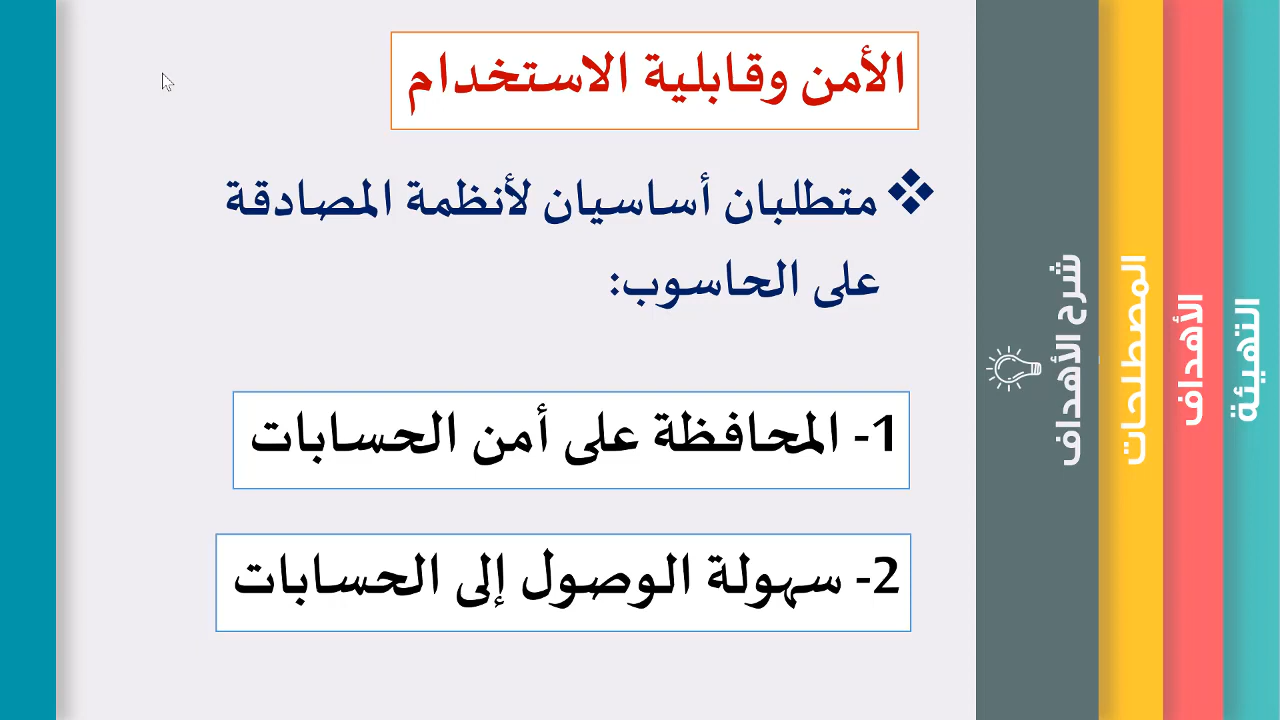 الأمن وقابلية الاستخدام
❖ متطلبان أساسيان لأنظمة المصادقة
على الحاسوب:
1- المحافظة على أمن الحسابات
2- سهولة الوصول إلى الحسابات
شرح الأهداف
المصطلحات
الأهداف
التهيئة